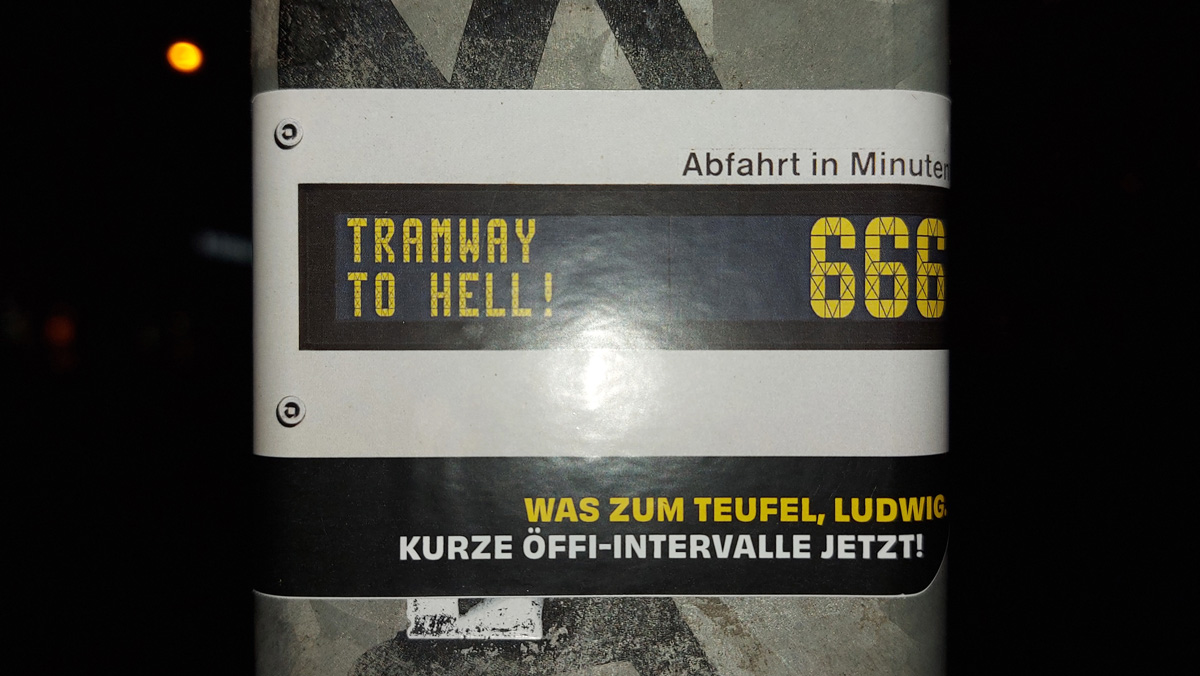 Abfahrt in Minuten
TRAMWAY 666
TO HELL!
WAS ZUM TEUFEL, LUDWIG.
KURZE ÖFFI-INTERVALLE JETZT!